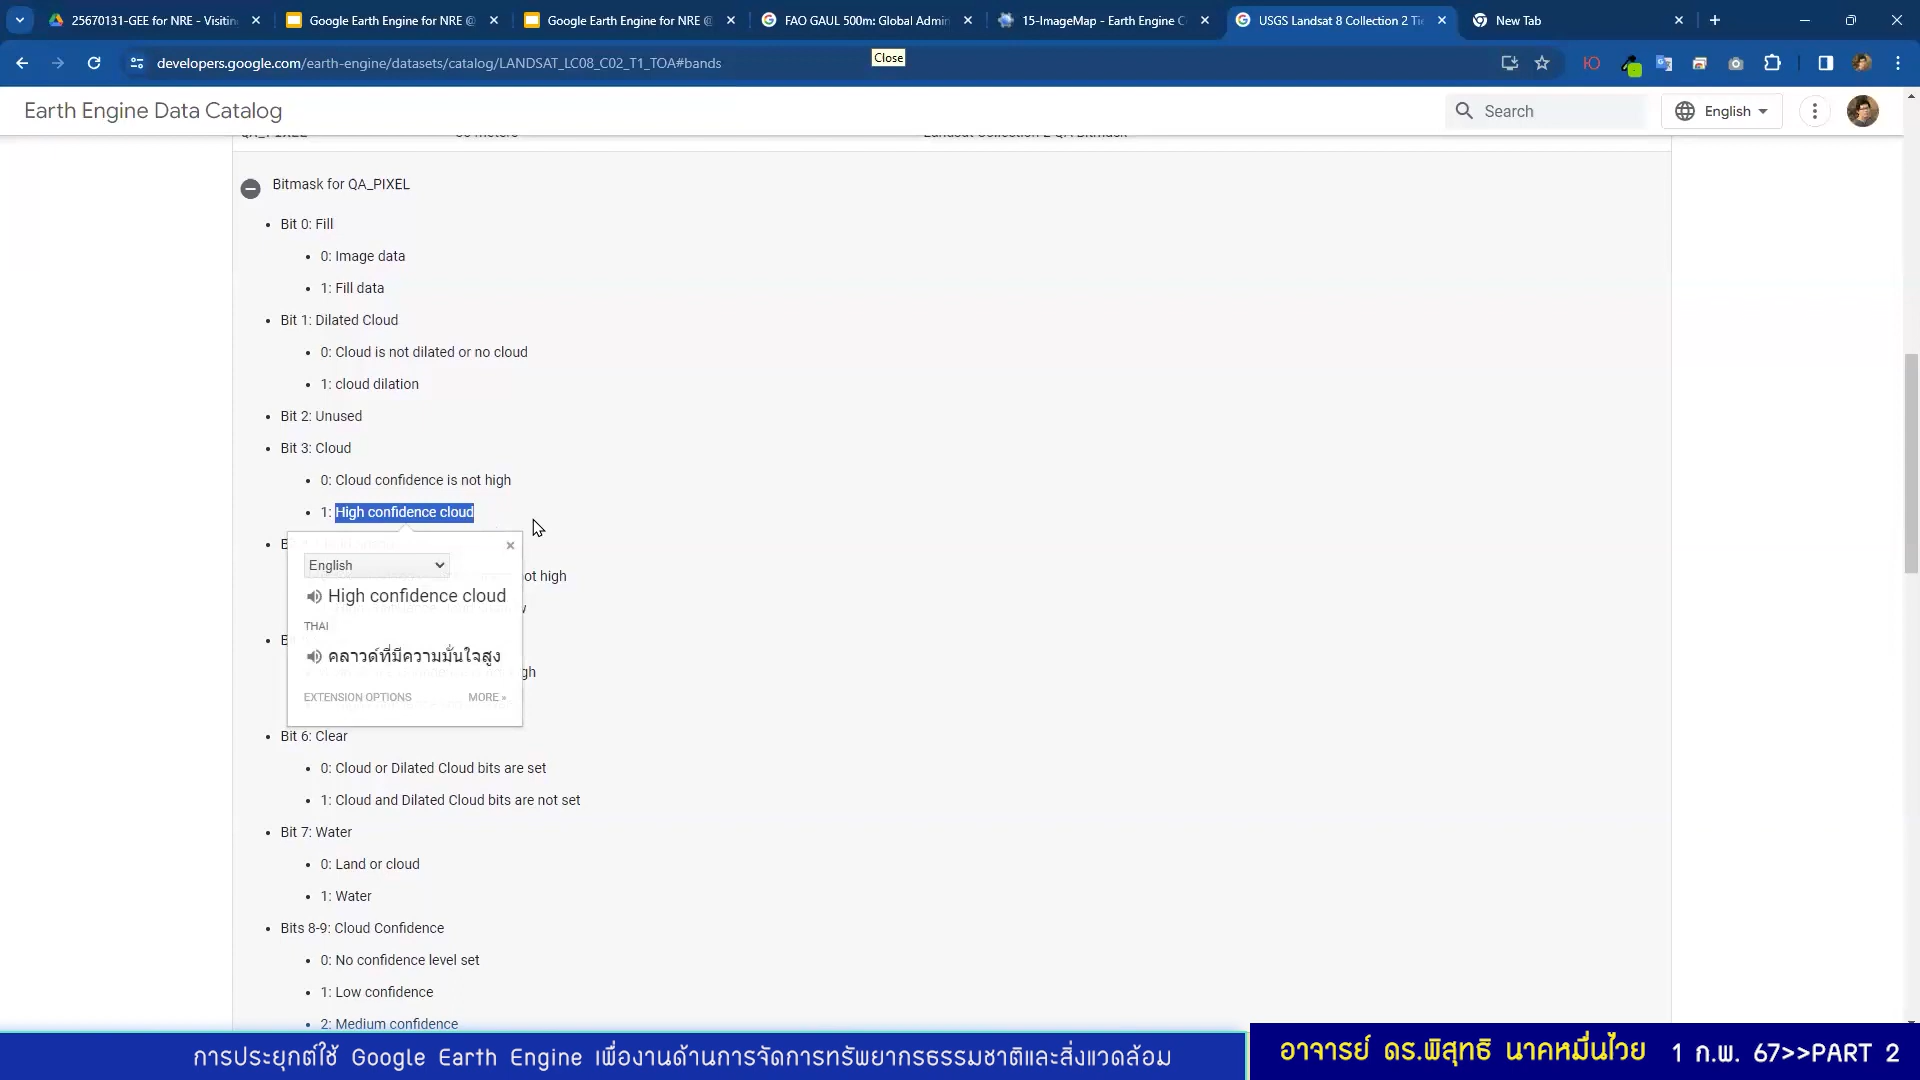 25670131-GEE for NRE - Visitin
Google Earth Engine for NRE @
Google Earth Engine for NRE @
FAO GAUL 500m: Global Admin
15-ImageMap - Earth Engine C
USGS Landsat 8 Collection 2 Tie
New Tab
developers.google.com/earth-engine/datasets/catalog/LANDSAT_LC08_C02_T1_TOA#bands
Close
Earth Engine Data Catalog
Search
English
QA_PIXEL
30 meters
Landsat Collection 2 QA Bitmask
Bitmask for QA_PIXEL
Bit 0: Fill
0: Image data
1: Fill data
Bit 1: Dilated Cloud
0: Cloud is not dilated or no cloud
1: cloud dilation
Bit 2: Unused
Bit 3: Cloud
0: Cloud confidence is not high
1: High confidence cloud
English
ot high
High confidence cloud
THAI
คลาวด์ที่มีความมั่นใจสูง
gh
EXTENSION OPTIONS
MORE »
Bit 6: Clear
0: Cloud or Dilated Cloud bits are set
1: Cloud and Dilated Cloud bits are not set
Bit 7: Water
0: Land or cloud
1: Water
Bits 8-9: Cloud Confidence
0: No confidence level set
1: Low confidence
2: Medium confidence
การประยุกต์ใช้ Google Earth Engine เพื่องานด้านการจัดการทรัพยากรธรรมชาติและสิ่งแวดล้อม
อาจารย์ ดร.พิสุทธิ นาคหมื่นไวย
1 ก.พ. 67>>PART 2